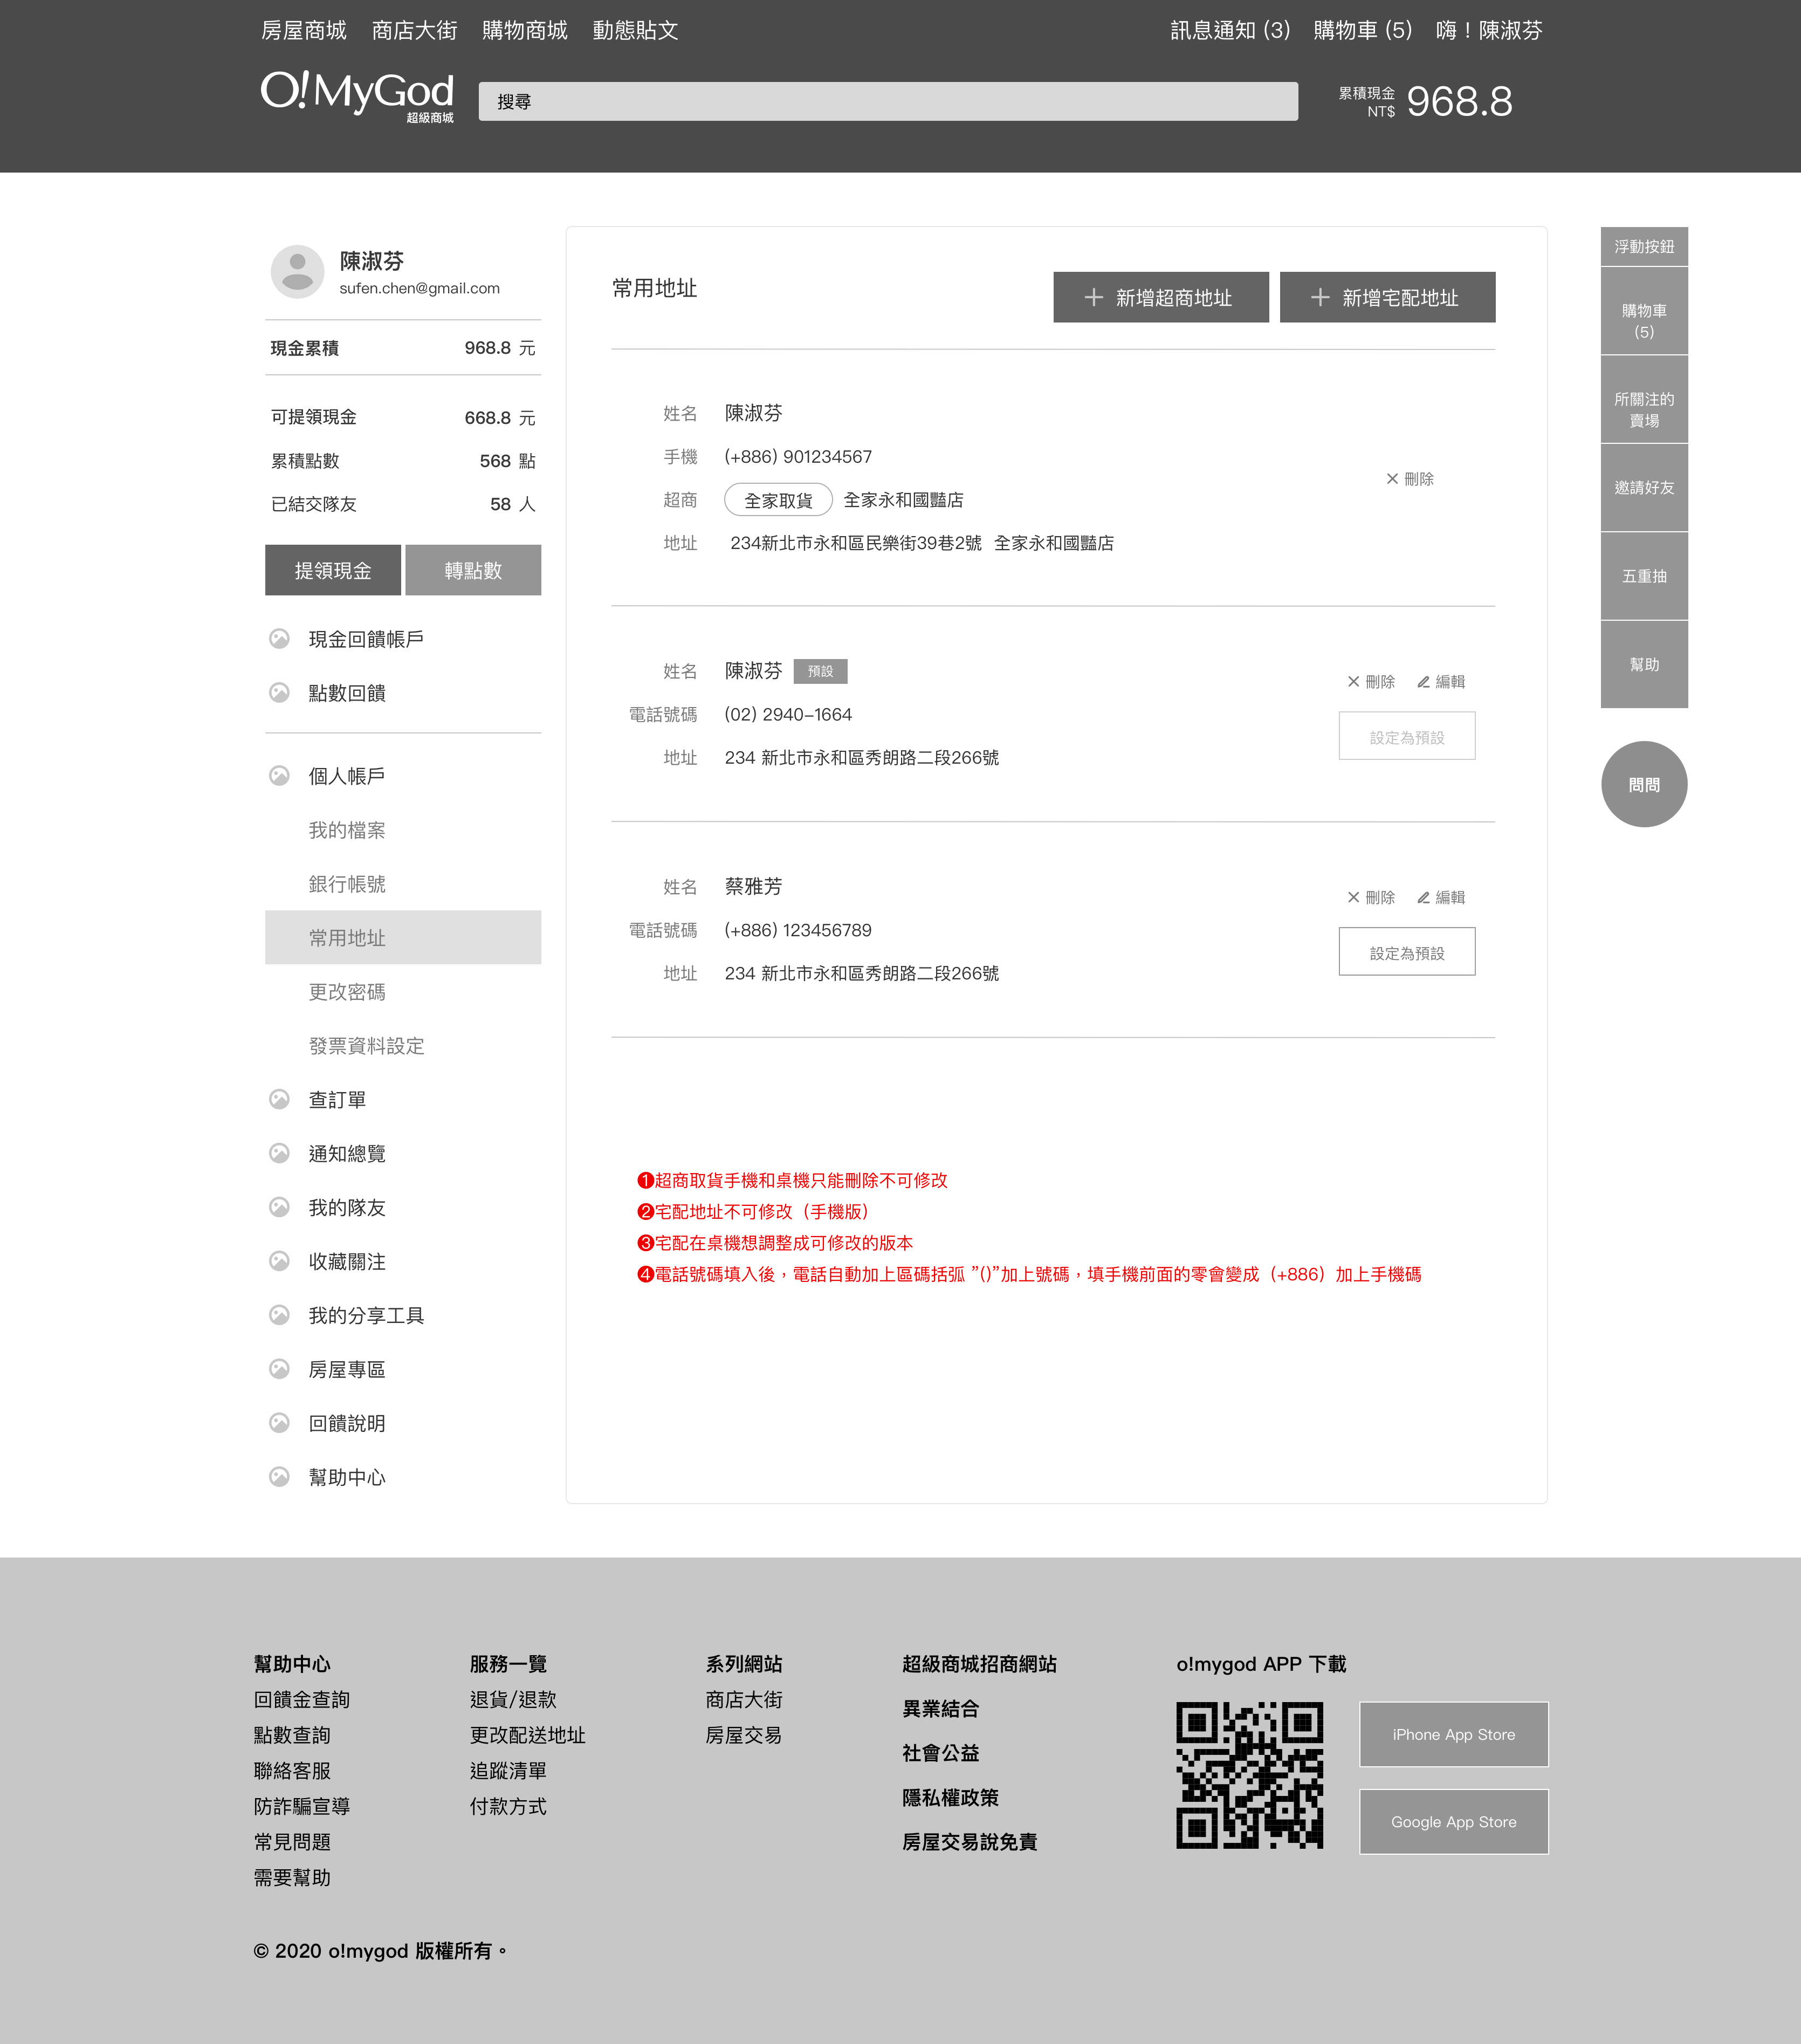 房屋商城 商店大街 購物商城 動態貼文 訊息通知 (3) 購物車 (5) 嗨！陳淑芬
O!MyGod
超級商城
搜尋
累積現金
NT$ 968.8
陳淑芬
sufen.chen@gmail.com
現金累積 968.8 元
可提領現金 668.8 元
累積點數 568 點
已結交隊友 58 人
提領現金 轉點數
現金回饋帳戶
點數回饋
個人帳戶
我的檔案
銀行帳號
常用地址
更改密碼
發票資料設定
查訂單
通知總覽
我的隊友
收藏關注
我的分享工具
房屋專區
回饋說明
幫助中心
常用地址
新增超商地址 新增宅配地址
姓名 陳淑芬
手機 (+886) 901234567
超商 全家取貨 全家永和國豔店
地址 234新北市永和區民樂街39巷2號 全家永和國豔店
刪除
姓名 陳淑芬 預設
電話號碼 (02) 2940-1664
地址 234 新北市永和區秀朗路二段266號
刪除 編輯
設定為預設
姓名 蔡雅芳
電話號碼 (+886) 123456789
地址 234 新北市永和區秀朗路二段266號
刪除 編輯
設定為預設
❶超商取貨手機和桌機只能刪除不可修改
❷宅配地址不可修改（手機版）
❸宅配在桌機想調整成可修改的版本
❹電話號碼填入後，電話自動加上區碼括弧 ”()”加上號碼，填手機前面的零會變成（+886）加上手機碼
浮動按鈕
購物車
(5)
所關注的
賣場
邀請好友
五重抽
幫助
問問
幫助中心
回饋金查詢
點數查詢
聯絡客服
防詐騙宣導
常見問題
需要幫助
服務一覽
退貨/退款
更改配送地址
追蹤清單
付款方式
系列網站
商店大街
房屋交易
超級商城招商網站
異業結合
社會公益
隱私權政策
房屋交易說免責
o!mygod APP 下載
iPhone App Store
Google App Store
© 2020 o!mygod 版權所有。